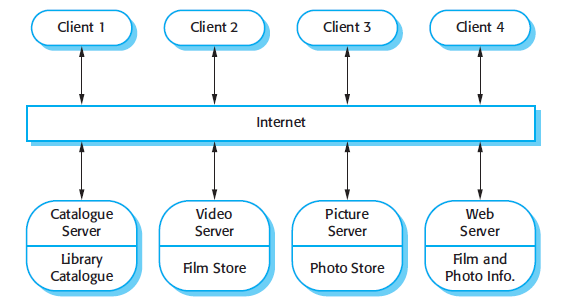 Client 1
Client 2
Client 3
Client 4
Internet
Catalogue
Server
Library
Catalogue
Video
Server
Film Store
Picture
Server
Photo Store
Web
Server
Film and
Photo Info.